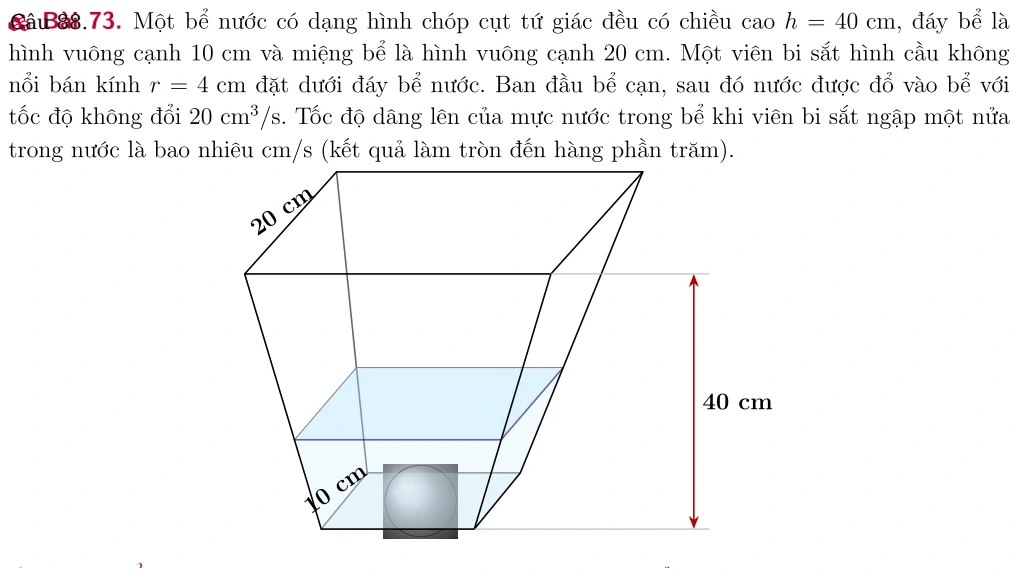 Câu 88. Bài 73. Một bể nước có dạng hình chóp cụt tứ giác đều có chiều cao h = 40 cm, đáy bể là
hình vuông cạnh 10 cm và miệng bể là hình vuông cạnh 20 cm. Một viên bi sắt hình cầu không
nổi bán kính r = 4 cm đặt dưới đáy bể nước. Ban đầu bể cạn, sau đó nước được đổ vào bể với
tốc độ không đổi 20 cm³/s. Tốc độ dâng lên của mực nước trong bể khi viên bi sắt ngập một nửa
trong nước là bao nhiêu cm/s (kết quả làm tròn đến hàng phần trăm).
20 cm
40 cm
10 cm